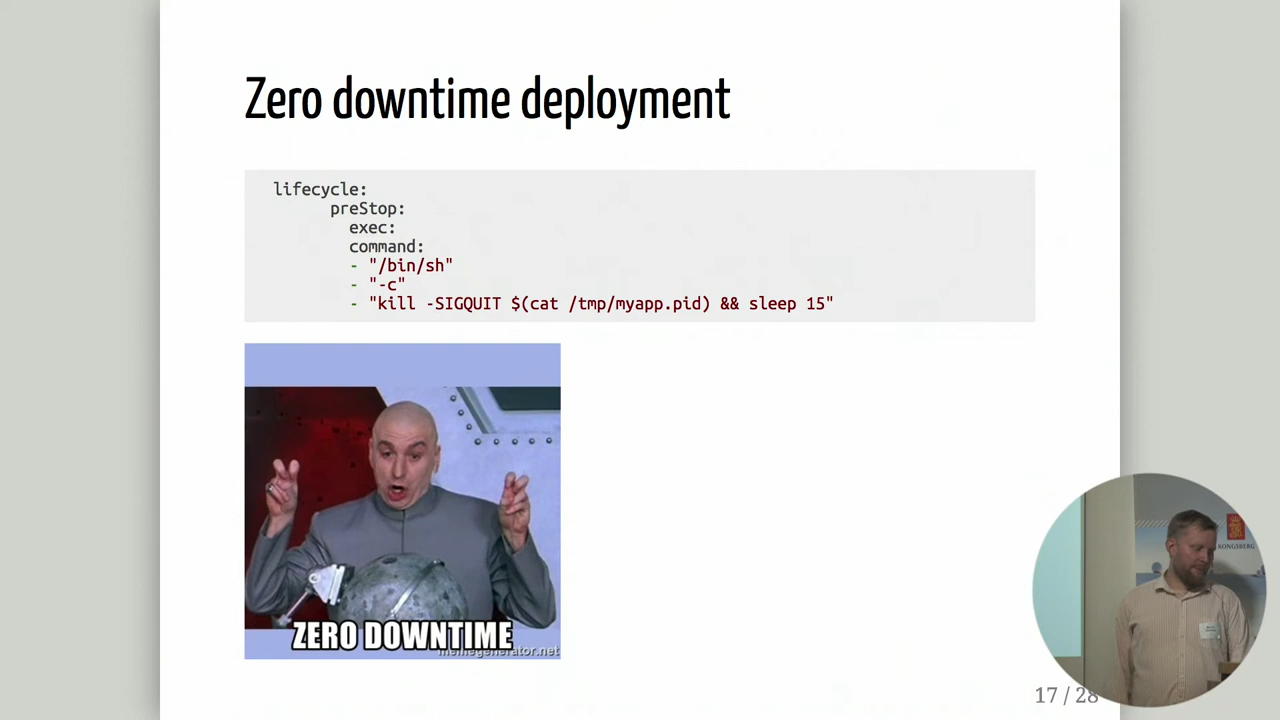 Zero downtime deployment
lifecycle:
preStop:
exec:
command:
- "/bin/sh"
- "-c"
- "kill -SIGQUIT $(cat /tmp/myapp.pid) && sleep 15"
ZERO DOWNTIME
memegenerator.net
KONGSBERG
17 / 28